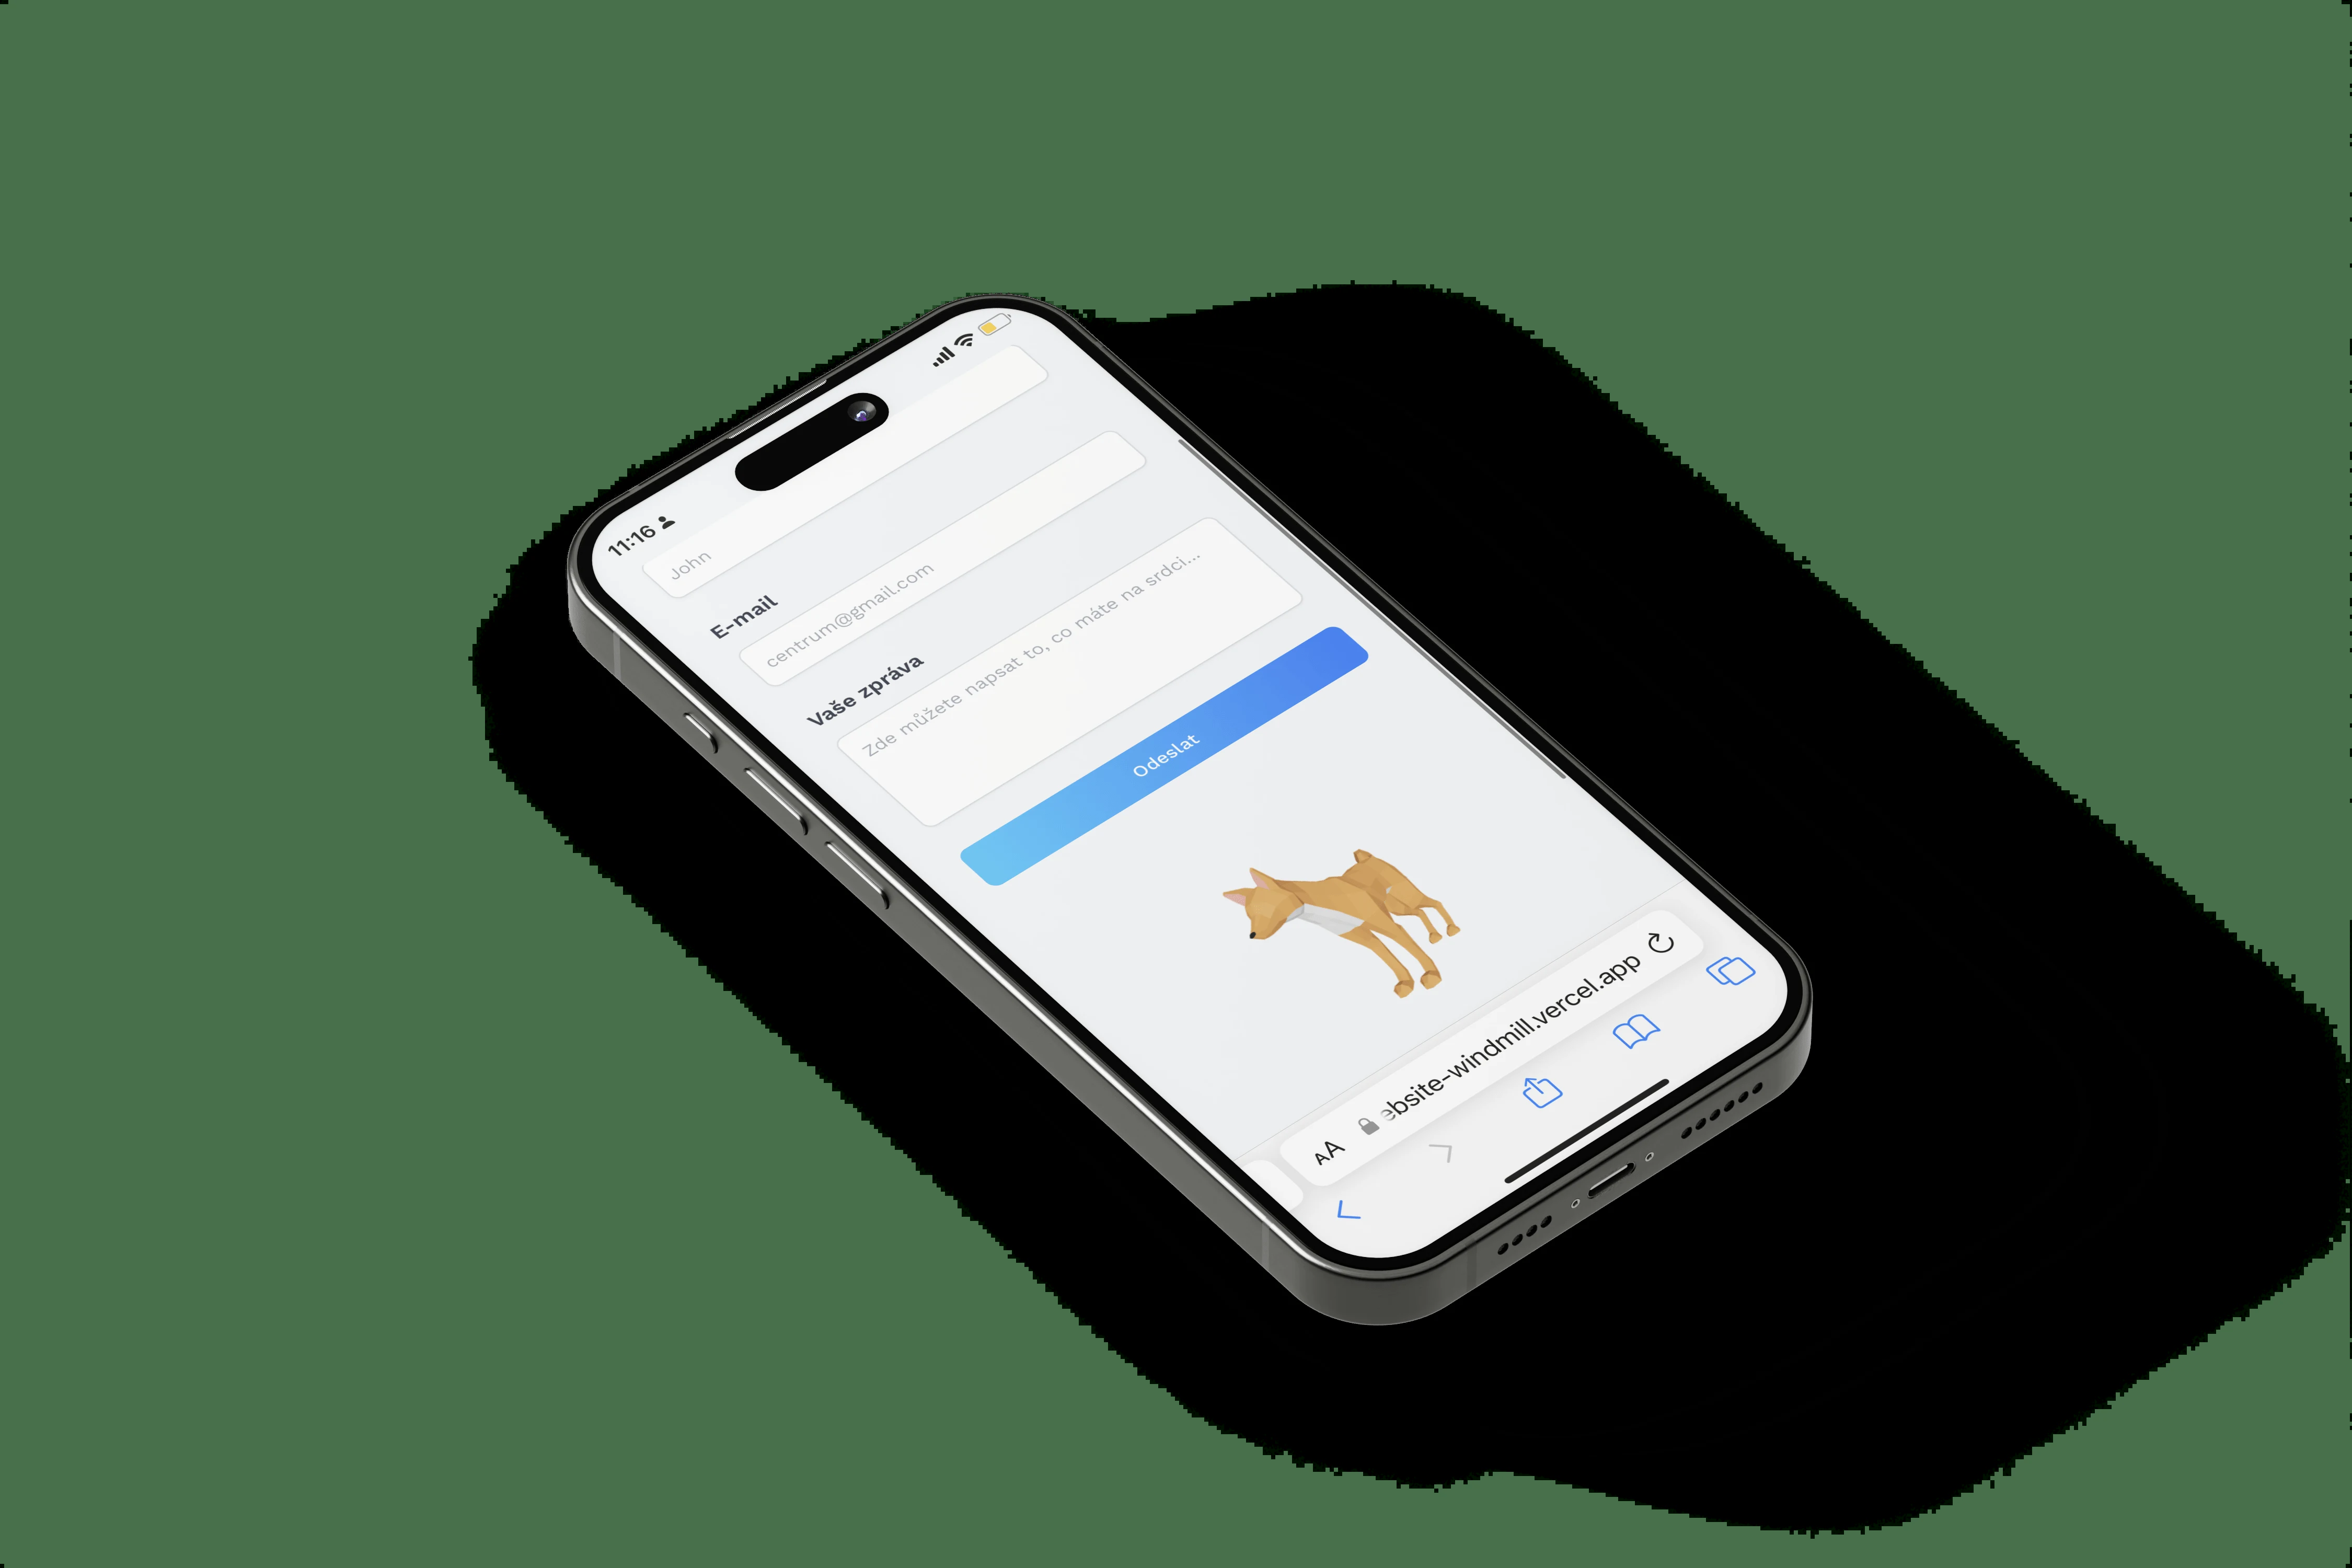 11:16
John
E-mail
centrum@gmail.com
Vaše zpráva
Zde můžete napsat to, co máte na srdci...
Odeslat
AA ebsite-windmill.vercel.app